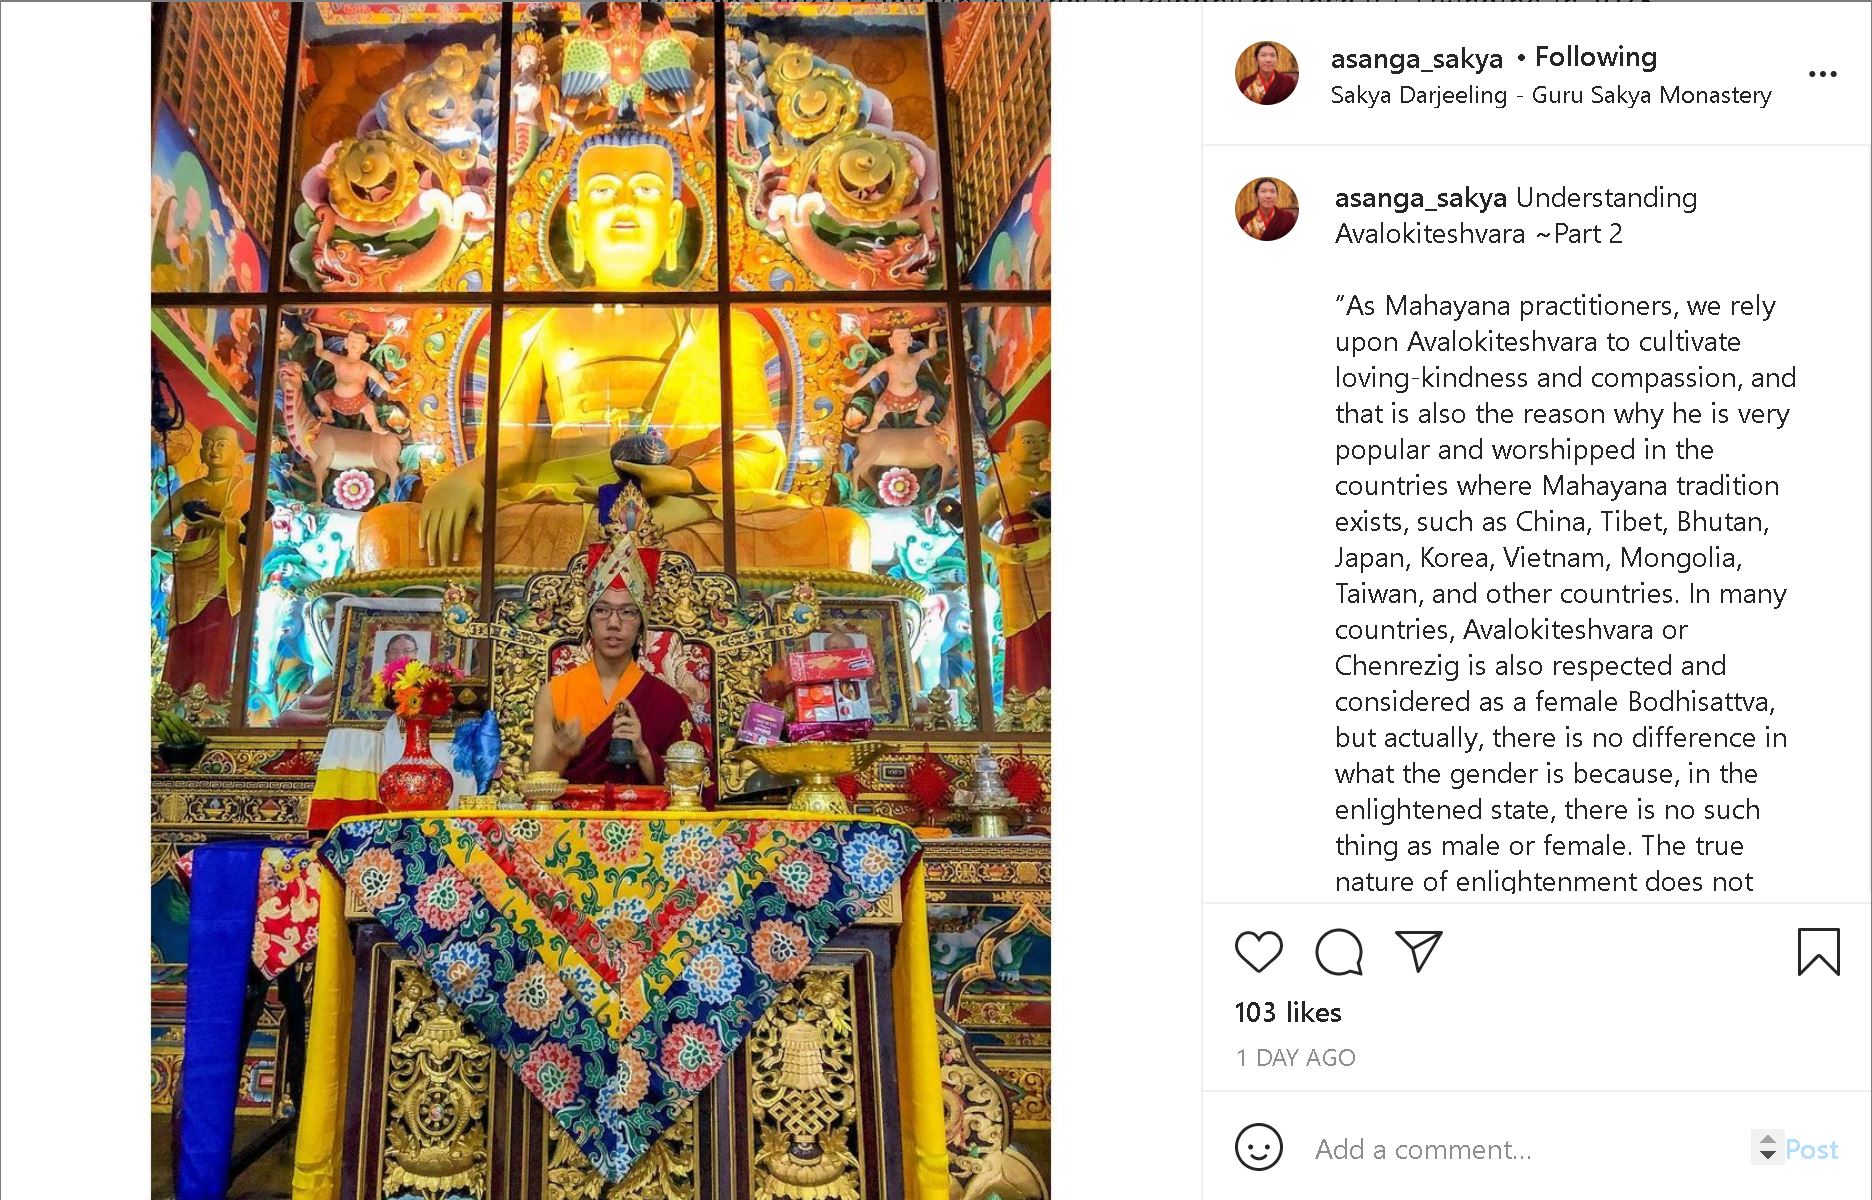 asanga_sakya • Following
Sakya Darjeeling - Guru Sakya Monastery
asanga_sakya Understanding
Avalokiteshvara ~Part 2
“As Mahayana practitioners, we rely
upon Avalokiteshvara to cultivate
loving-kindness and compassion, and
that is also the reason why he is very
popular and worshipped in the
countries where Mahayana tradition
exists, such as China, Tibet, Bhutan,
Japan, Korea, Vietnam, Mongolia,
Taiwan, and other countries. In many
countries, Avalokiteshvara or
Chenrezig is also respected and
considered as a female Bodhisattva,
but actually, there is no difference in
what the gender is because, in the
enlightened state, there is no such
thing as male or female. The true
nature of enlightenment does not
103 likes
1 DAY AGO
Add a comment...
Post